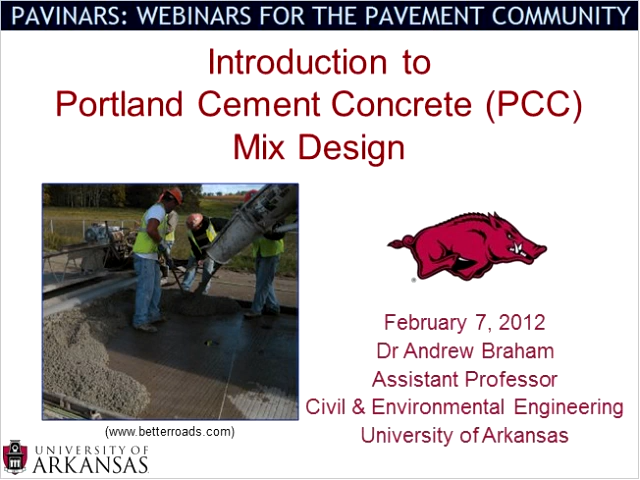 PAVINARS: WEBINARS FOR THE PAVEMENT COMMUNITY
Introduction to
Portland Cement Concrete (PCC)
Mix Design
February 7, 2012
Dr Andrew Braham
Assistant Professor
Civil & Environmental Engineering
University of Arkansas
(www.betterroads.com)
UNIVERSITY OF
ARKANSAS